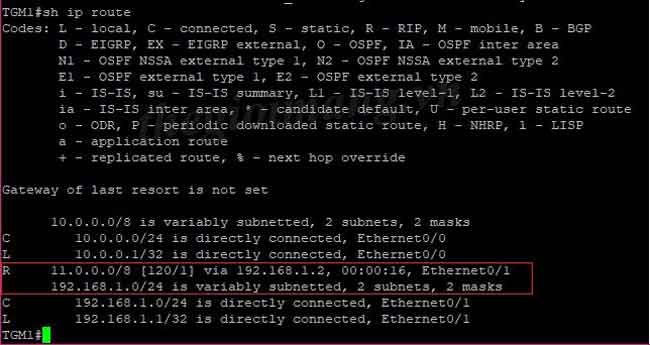 TGM1#sh ip route
Codes: L - local, C - connected, S - static, R - RIP, M - mobile, B - BGP
D - EIGRP, EX - EIGRP external, O - OSPF, IA - OSPF inter area
N1 - OSPF NSSA external type 1, N2 - OSPF NSSA external type 2
E1 - OSPF external type 1, E2 - OSPF external type 2
i - IS-IS, su - IS-IS summary, L1 - IS-IS level-1, L2 - IS-IS level-2
ia - IS-IS inter area, * - candidate default, U - per-user static route
o - ODR, P - periodic downloaded static route, H - NHRP, l - LISP
a - application route
+ - replicated route, % - next hop override
Gateway of last resort is not set
10.0.0.0/8 is variably subnetted, 2 subnets, 2 masks
C 10.0.0.0/24 is directly connected, Ethernet0/0
L 10.0.0.1/32 is directly connected, Ethernet0/0
R 11.0.0.0/8 [120/1] via 192.168.1.2, 00:00:16, Ethernet0/1
192.168.1.0/24 is variably subnetted, 2 subnets, 2 masks
C 192.168.1.0/24 is directly connected, Ethernet0/1
L 192.168.1.1/32 is directly connected, Ethernet0/1
TGM1#